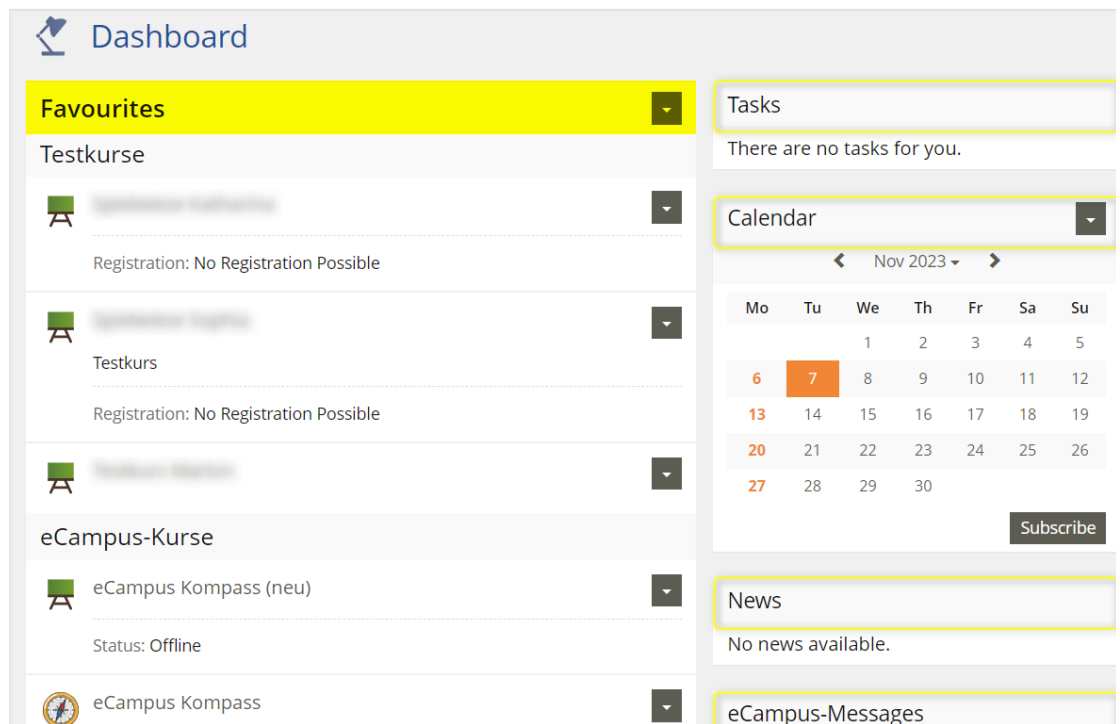 Dashboard
Favourites
Testkurse
Registration: No Registration Possible
Testkurs
Registration: No Registration Possible
eCampus-Kurse
eCampus Kompass (neu)
Status: Offline
eCampus Kompass
Tasks
There are no tasks for you.
Calendar
Nov 2023
Mo Tu We Th Fr Sa Su
1 2 3 4 5
6 7 8 9 10 11 12
13 14 15 16 17 18 19
20 21 22 23 24 25 26
27 28 29 30
Subscribe
News
No news available.
eCampus-Messages